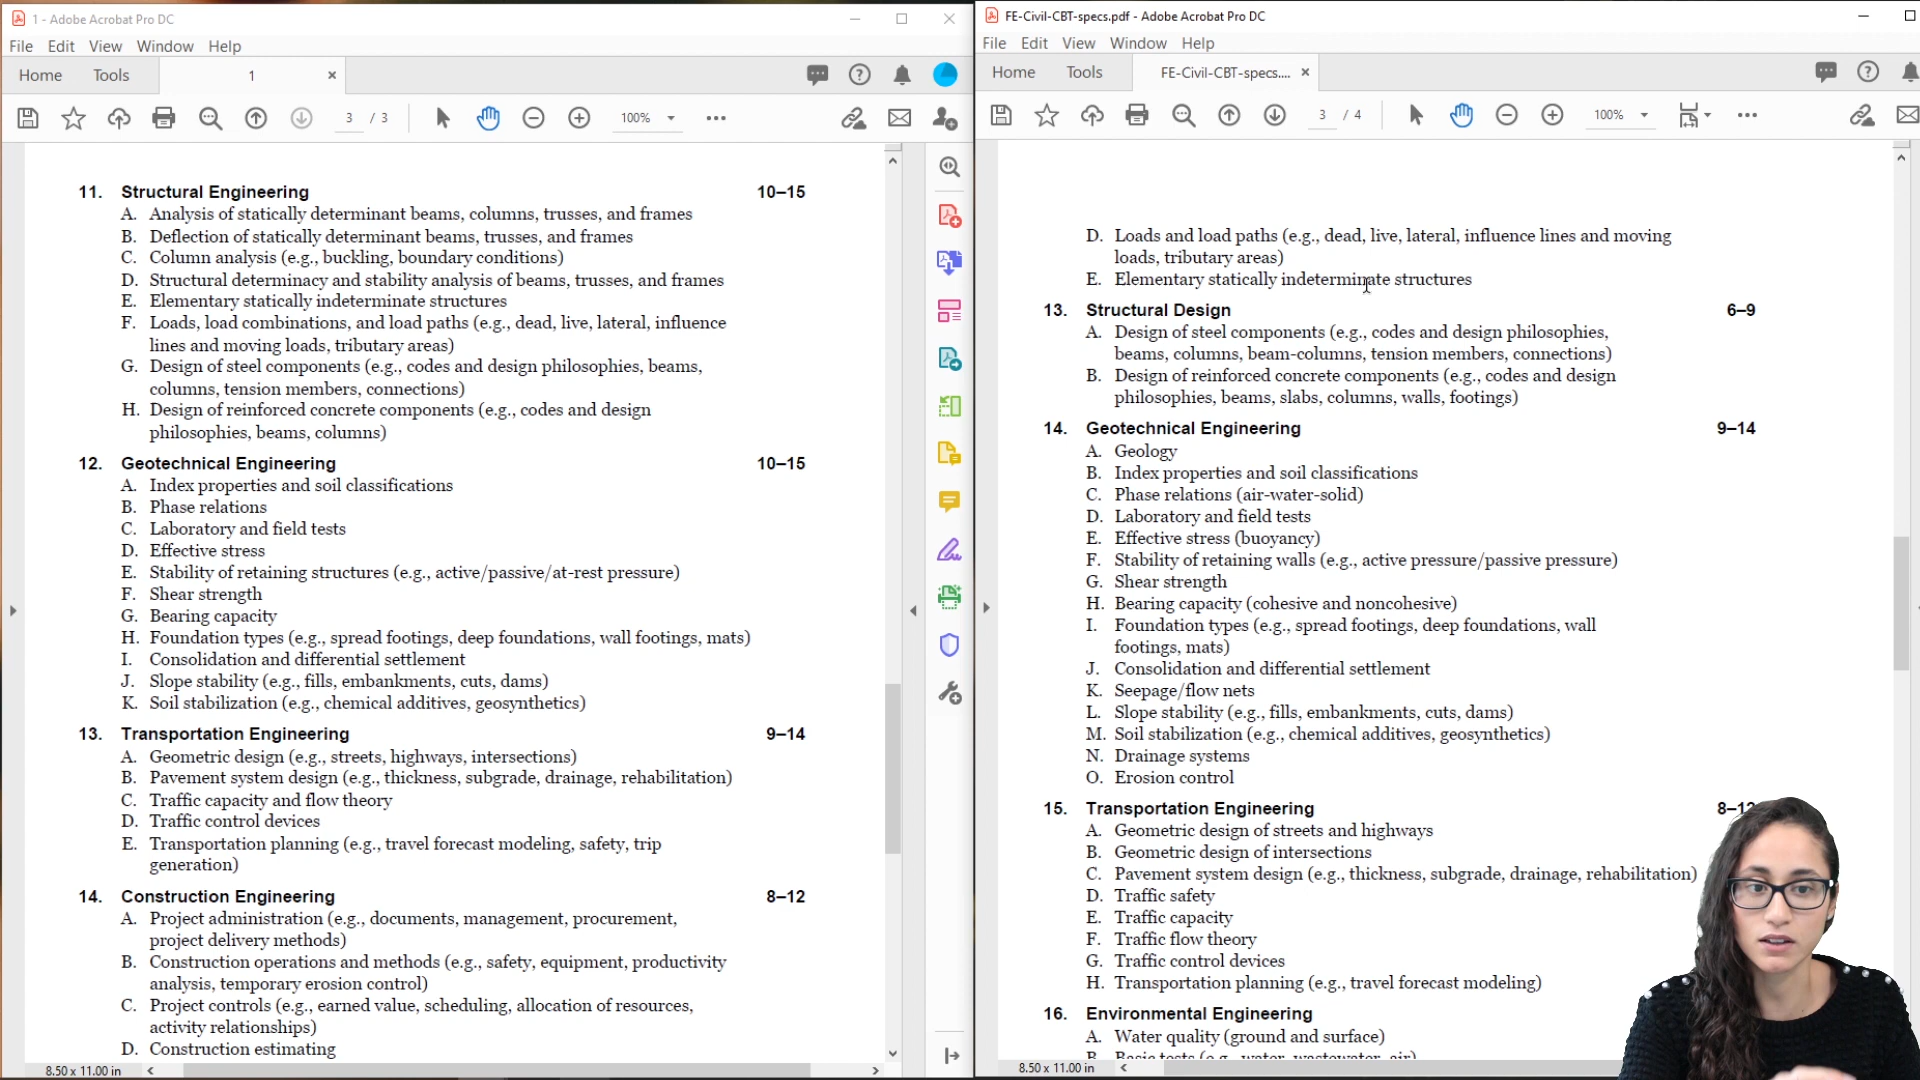 1 - Adobe Acrobat Pro DC
File Edit View Window Help
Home Tools 1
3 / 3 100%
11. Structural Engineering 10–15
A. Analysis of statically determinant beams, columns, trusses, and frames
B. Deflection of statically determinant beams, trusses, and frames
C. Column analysis (e.g., buckling, boundary conditions)
D. Structural determinacy and stability analysis of beams, trusses, and frames
E. Elementary statically indeterminate structures
F. Loads, load combinations, and load paths (e.g., dead, live, lateral, influence
lines and moving loads, tributary areas)
G. Design of steel components (e.g., codes and design philosophies, beams,
columns, tension members, connections)
H. Design of reinforced concrete components (e.g., codes and design
philosophies, beams, columns)
12. Geotechnical Engineering 10–15
A. Index properties and soil classifications
B. Phase relations
C. Laboratory and field tests
D. Effective stress
E. Stability of retaining structures (e.g., active/passive/at-rest pressure)
F. Shear strength
G. Bearing capacity
H. Foundation types (e.g., spread footings, deep foundations, wall footings, mats)
I. Consolidation and differential settlement
J. Slope stability (e.g., fills, embankments, cuts, dams)
K. Soil stabilization (e.g., chemical additives, geosynthetics)
13. Transportation Engineering 9–14
A. Geometric design (e.g., streets, highways, intersections)
B. Pavement system design (e.g., thickness, subgrade, drainage, rehabilitation)
C. Traffic capacity and flow theory
D. Traffic control devices
E. Transportation planning (e.g., travel forecast modeling, safety, trip
generation)
14. Construction Engineering 8–12
A. Project administration (e.g., documents, management, procurement,
project delivery methods)
B. Construction operations and methods (e.g., safety, equipment, productivity
analysis, temporary erosion control)
C. Project controls (e.g., earned value, scheduling, allocation of resources,
activity relationships)
D. Construction estimating
8.50 x 11.00 in
FE-Civil-CBT-specs.pdf - Adobe Acrobat Pro DC
File Edit View Window Help
Home Tools FE-Civil-CBT-specs....
3 / 4 100%
D. Loads and load paths (e.g., dead, live, lateral, influence lines and moving
loads, tributary areas)
E. Elementary statically indeterminate structures
13. Structural Design 6–9
A. Design of steel components (e.g., codes and design philosophies,
beams, columns, beam-columns, tension members, connections)
B. Design of reinforced concrete components (e.g., codes and design
philosophies, beams, slabs, columns, walls, footings)
14. Geotechnical Engineering 9–14
A. Geology
B. Index properties and soil classifications
C. Phase relations (air-water-solid)
D. Laboratory and field tests
E. Effective stress (buoyancy)
F. Stability of retaining walls (e.g., active pressure/passive pressure)
G. Shear strength
H. Bearing capacity (cohesive and noncohesive)
I. Foundation types (e.g., spread footings, deep foundations, wall
footings, mats)
J. Consolidation and differential settlement
K. Seepage/flow nets
L. Slope stability (e.g., fills, embankments, cuts, dams)
M. Soil stabilization (e.g., chemical additives, geosynthetics)
N. Drainage systems
O. Erosion control
15. Transportation Engineering 8–12
A. Geometric design of streets and highways
B. Geometric design of intersections
C. Pavement system design (e.g., thickness, subgrade, drainage, rehabilitation)
D. Traffic safety
E. Traffic capacity
F. Traffic flow theory
G. Traffic control devices
H. Transportation planning (e.g., travel forecast modeling)
16. Environmental Engineering
A. Water quality (ground and surface)
B. Basic tests (e.g., water, wastewater, air)
8.50 x 11.00 in